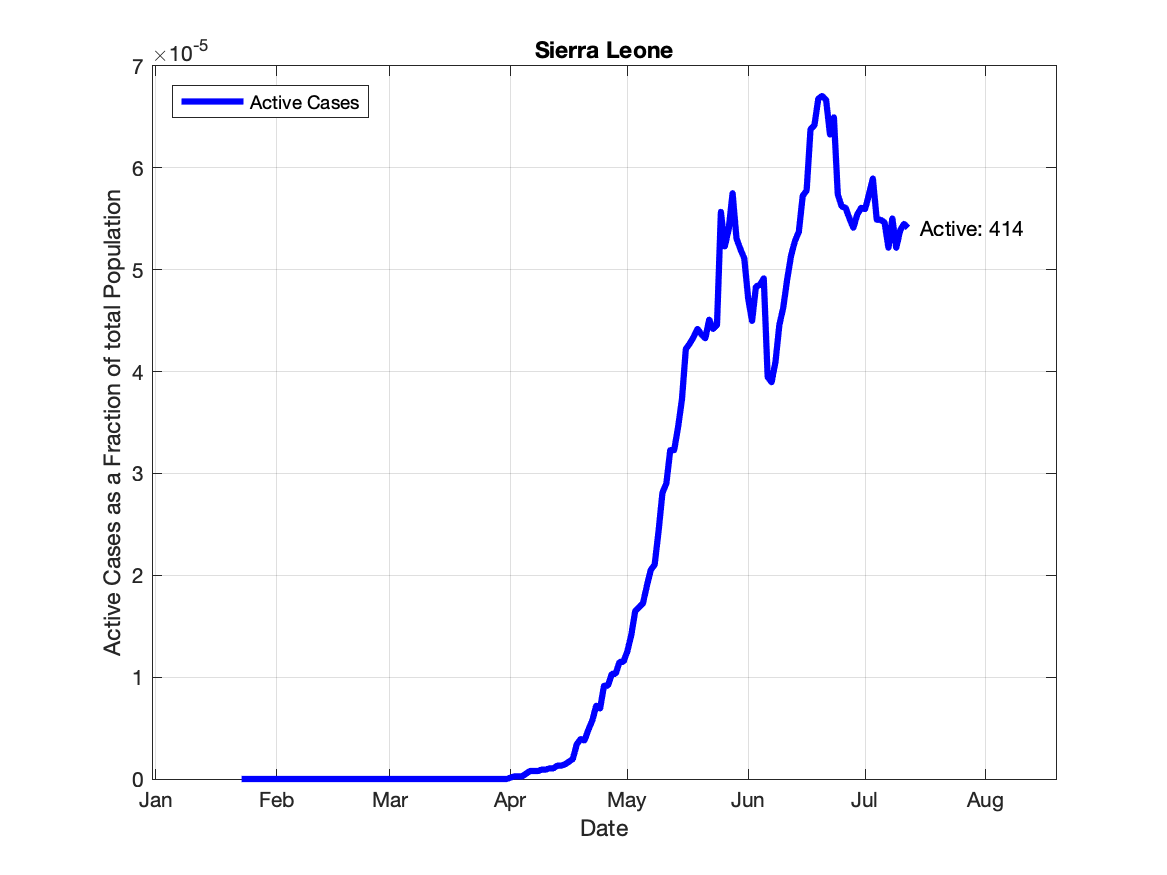 Sierra Leone
×10-5
Active Cases
7
6
5
4
3
2
1
0
Active Cases as a Fraction of total Population
Active: 414
Jan Feb Mar Apr May Jun Jul Aug
Date